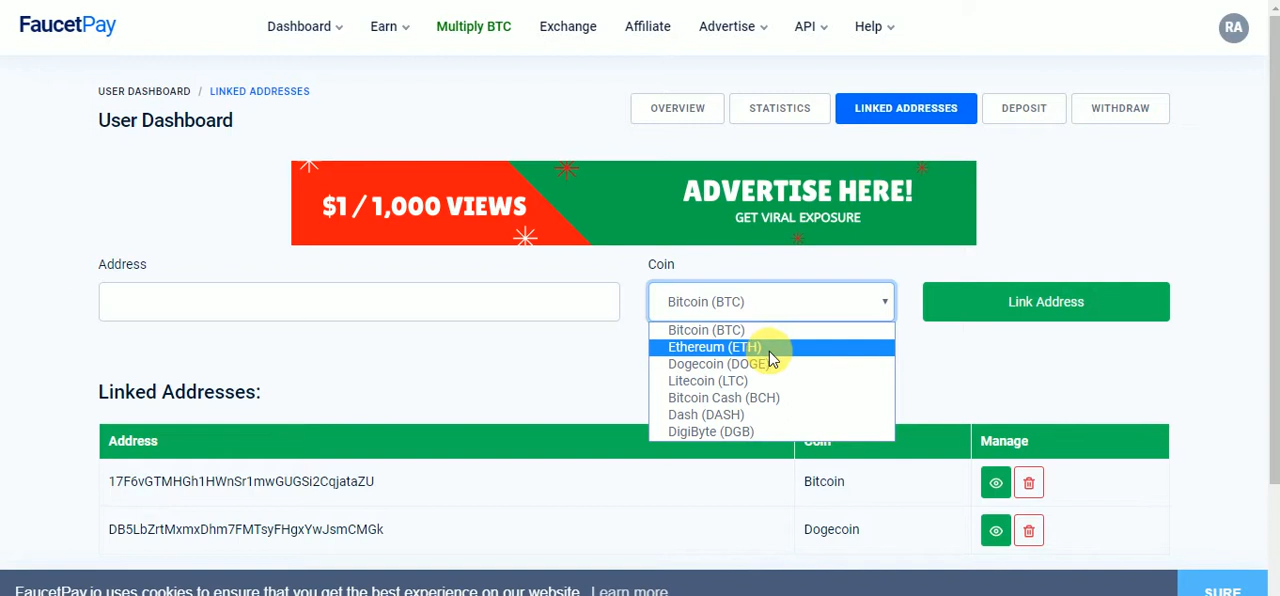 FaucetPay
Dashboard Earn Multiply BTC Exchange Affiliate Advertise API Help RA
USER DASHBOARD / LINKED ADDRESSES
User Dashboard
OVERVIEW STATISTICS LINKED ADDRESSES DEPOSIT WITHDRAW
$1 / 1,000 VIEWS
ADVERTISE HERE!
GET VIRAL EXPOSURE
Address Coin
Bitcoin (BTC) Link Address
Bitcoin (BTC)
Ethereum (ETH)
Dogecoin (DOGE)
Litecoin (LTC)
Bitcoin Cash (BCH)
Dash (DASH)
DigiByte (DGB)
Linked Addresses:
Address Coin Manage
17F6vGTMHGh1HWnSr1mwGUGSi2CqjataZU Bitcoin
DB5LbZrtMxmxDhm7FMTsyFHgxYwJsmCMGk Dogecoin
FaucetPay.io uses cookies to ensure that you get the best experience on our website. Learn more SURE